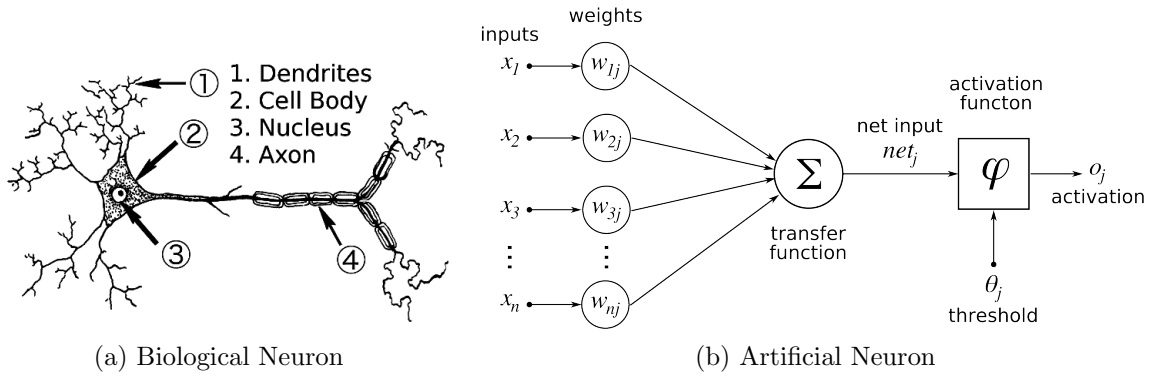 ①
1. Dendrites
2. Cell Body
3. Nucleus
4. Axon
②
③
④
(a) Biological Neuron
weights
inputs
x1 w1j
x2 w2j
x3 w3j
⋮ ⋮
xn wnj
Σ
transfer
function
net input
netj
activation
functon
φ
oj
activation
θj
threshold
(b) Artificial Neuron